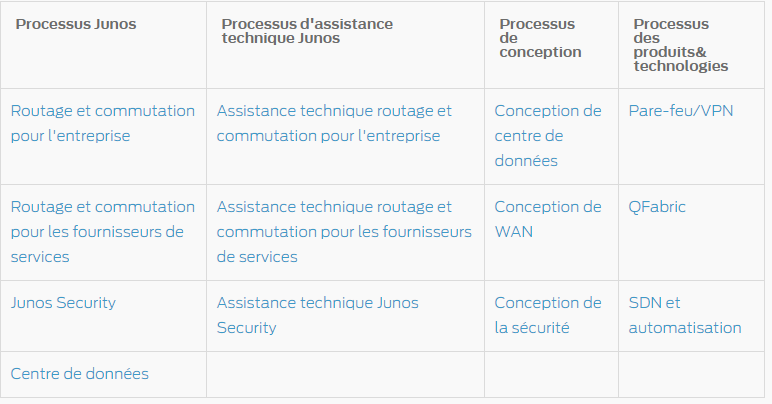 Processus Junos
Processus d'assistance
technique Junos
Processus
de
conception
Processus
des
produits&
technologies
Routage et commutation
pour l'entreprise
Assistance technique routage et
commutation pour l'entreprise
Conception de
centre de
données
Pare-feu/VPN
Routage et commutation
pour les fournisseurs de
services
Assistance technique routage et
commutation pour les fournisseurs
de services
Conception de
WAN
QFabric
Junos Security
Assistance technique Junos
Security
Conception de
la sécurité
SDN et
automatisation
Centre de données